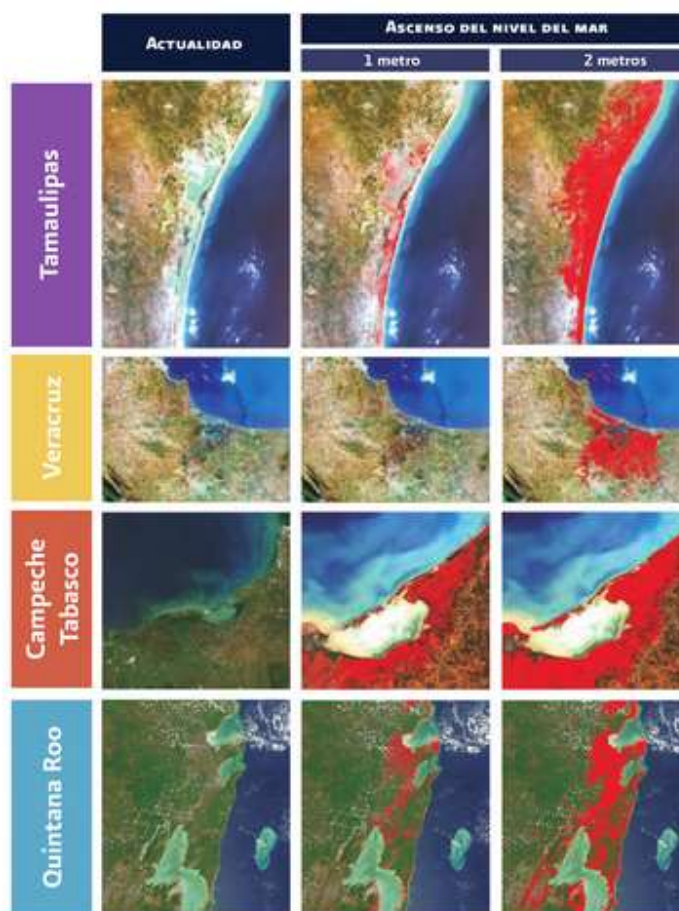 Actualidad
Ascenso del nivel del mar
1 metro
2 metros
Tamaulipas
Veracruz
Campeche
Tabasco
Quintana Roo